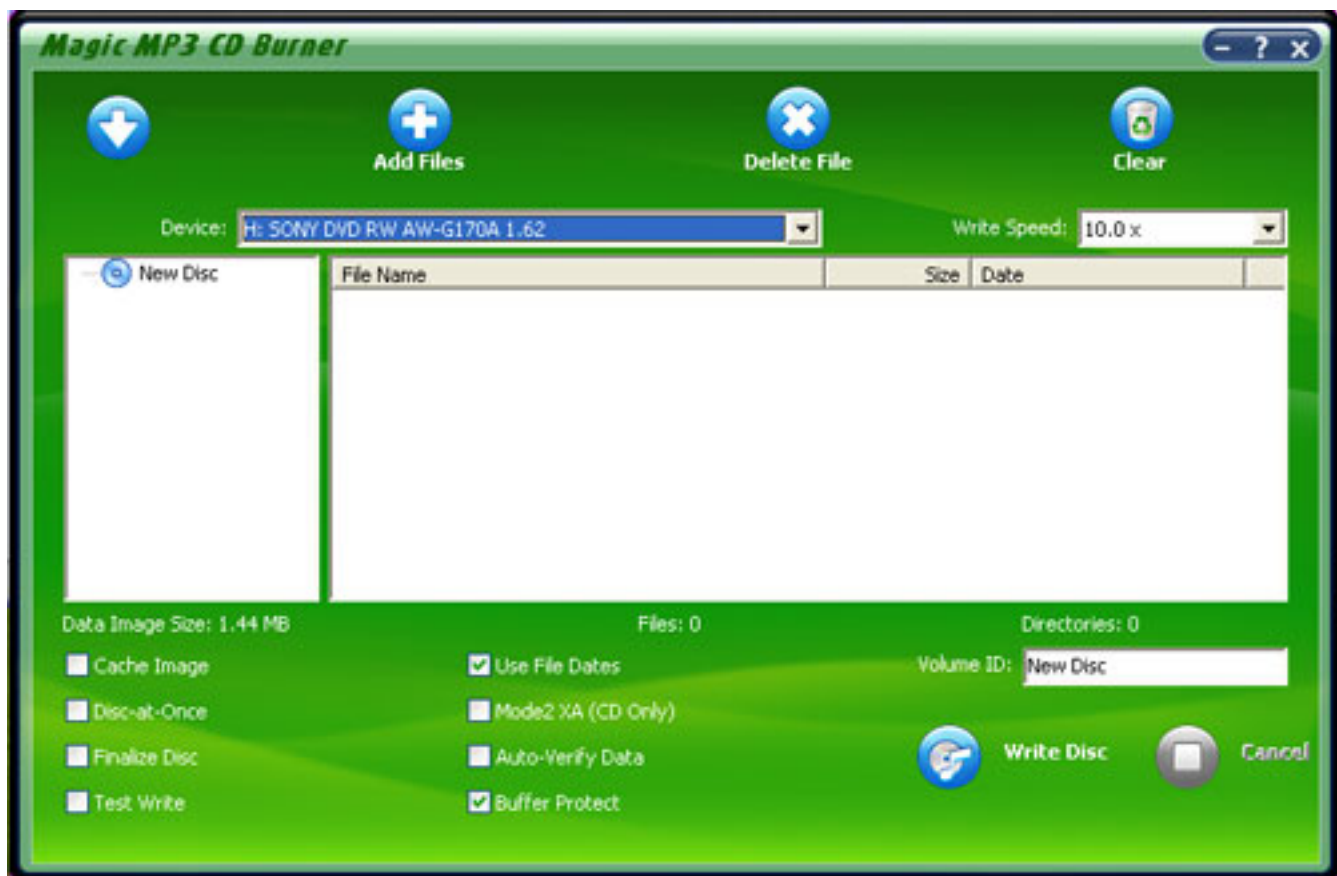 Magic MP3 CD Burner
- ? x
Add Files Delete File Clear
Device: H: SONY DVD RW AW-G170A 1.62 Write Speed: 10.0 x
New Disc File Name Size Date
Data Image Size: 1.44 MB Files: 0 Directories: 0
Cache Image Use File Dates Volume ID: New Disc
Disc-at-Once Mode2 XA (CD Only)
Finalize Disc Auto-Verify Data Write Disc Cancel
Test Write Buffer Protect